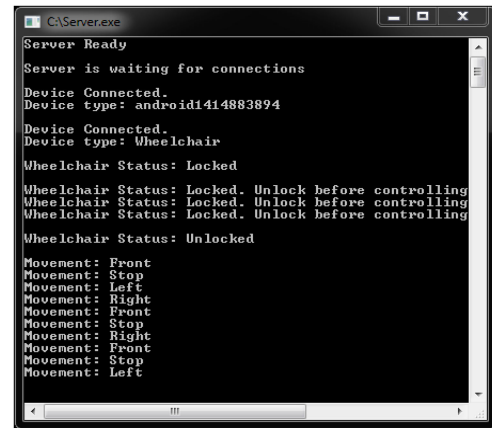 C:\Server.exe
Server Ready
Server is waiting for connections
Device Connected.
Device type: android1414883894
Device Connected.
Device type: Wheelchair
Wheelchair Status: Locked
Wheelchair Status: Locked. Unlock before controlling
Wheelchair Status: Locked. Unlock before controlling
Wheelchair Status: Locked. Unlock before controlling
Wheelchair Status: Unlocked
Movement: Front
Movement: Stop
Movement: Left
Movement: Right
Movement: Front
Movement: Stop
Movement: Right
Movement: Front
Movement: Stop
Movement: Left